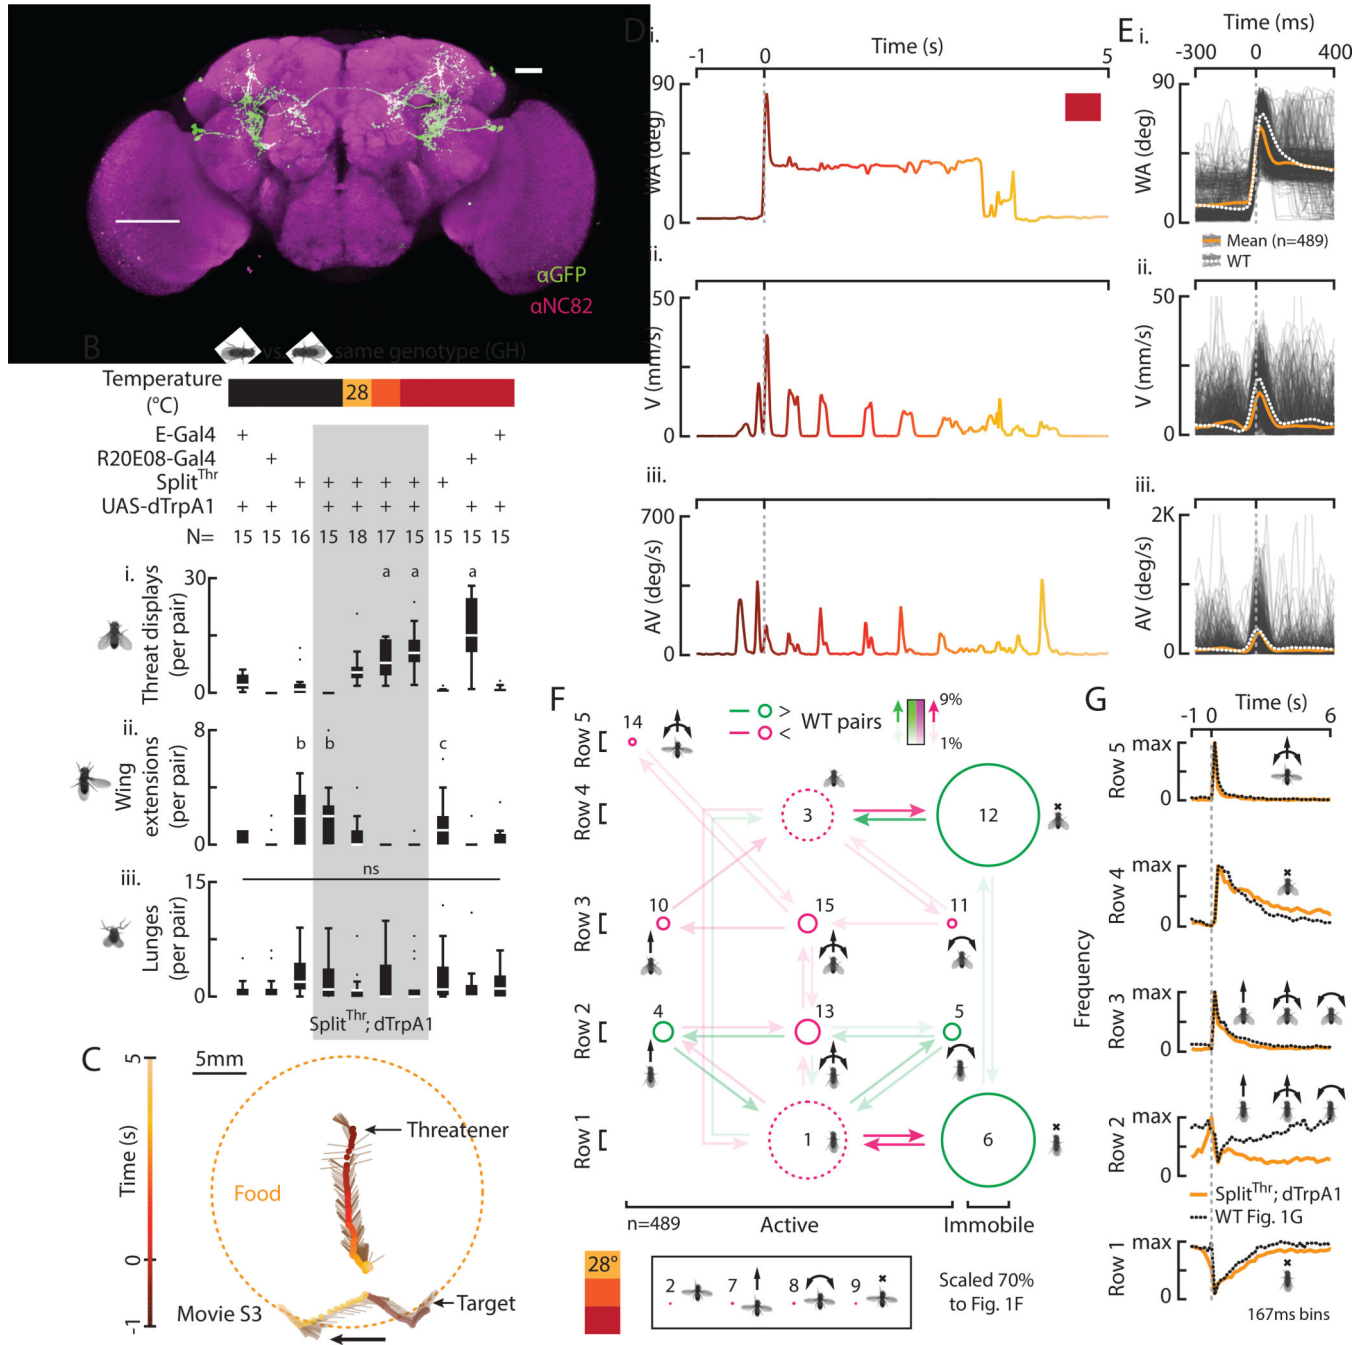 αGFP
αNC82
B
vs. same genotype (GH)
Temperature
(°C)
28
E-Gal4 + +
R20E08-Gal4 + +
Split^Thr + + + + + +
UAS-dTrpA1 + + + + + + + + +
N= 15 15 16 15 18 17 15 15 15 15
i.
Threat displays
(per pair)
30
0
a a a
ii.
Wing
extensions
(per pair)
8
0
b b c
iii.
Lunges
(per pair)
15
0
ns
Split^Thr; dTrpA1
C
Time (s)
5
0
-1
5mm
Threatener
Food
Target
Movie S3
D
i.
Time (s)
-1 0 5
WA (deg)
90
0
ii.
V (mm/s)
50
0
iii.
AV (deg/s)
700
0
E
i.
Time (ms)
-300 0 400
WA (deg)
90
0
Mean (n=489)
WT
ii.
V (mm/s)
50
0
iii.
AV (deg/s)
2K
0
F
> WT pairs
<
9%
1%
Row 5
14
Row 4
3 12
Row 3
10 15 11
Row 2
4 13 5
Row 1
1 6
n=489 Active Immobile
28°
2 7 8 9
Scaled 70%
to Fig. 1F
G
Time (s)
-1 0 6
Frequency
Row 5
max
0
Row 4
max
0
Row 3
max
0
Row 2
max
0
Split^Thr; dTrpA1
WT Fig. 1G
Row 1
max
0
167ms bins